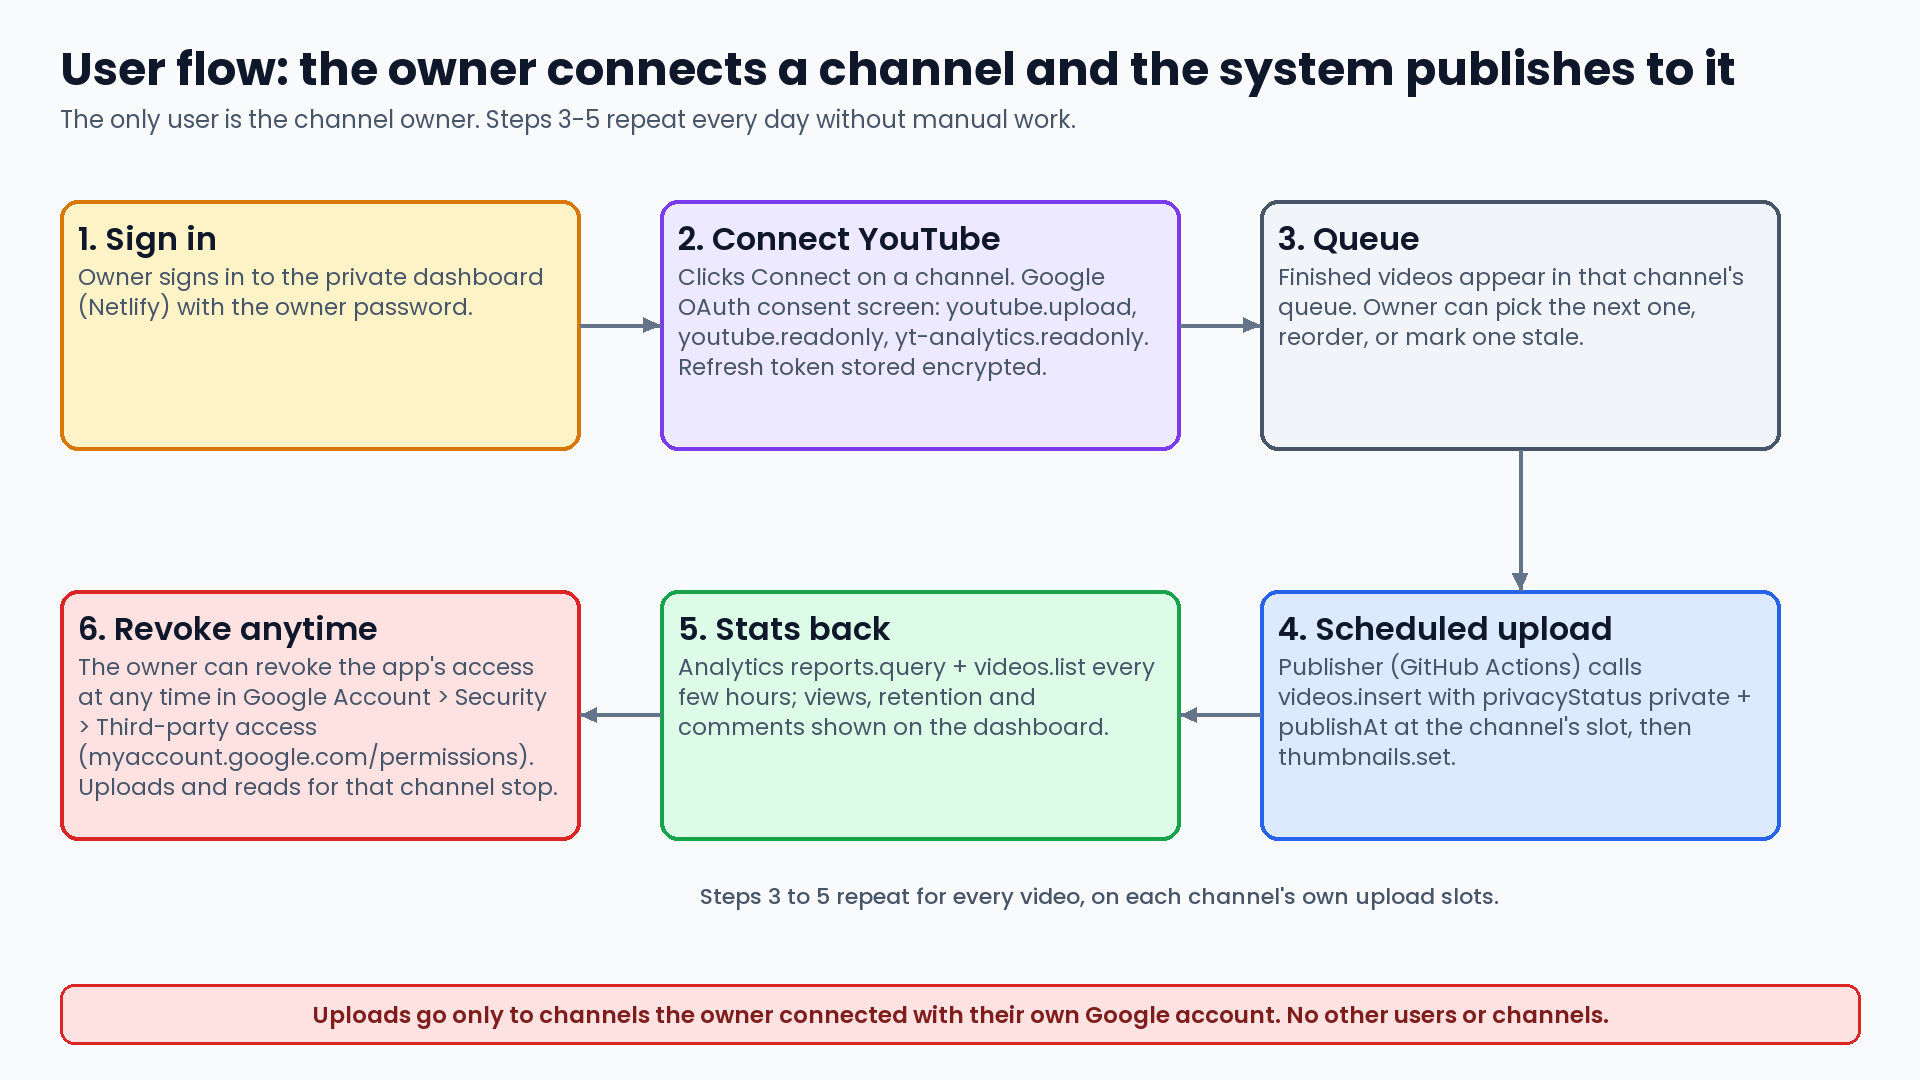 User flow: the owner connects a channel and the system publishes to it
The only user is the channel owner. Steps 3-5 repeat every day without manual work.
1. Sign in
Owner signs in to the private dashboard
(Netlify) with the owner password.
2. Connect YouTube
Clicks Connect on a channel. Google
OAuth consent screen: youtube.upload,
youtube.readonly, yt-analytics.readonly.
Refresh token stored encrypted.
3. Queue
Finished videos appear in that channel's
queue. Owner can pick the next one,
reorder, or mark one stale.
4. Scheduled upload
Publisher (GitHub Actions) calls
videos.insert with privacyStatus private +
publishAt at the channel's slot, then
thumbnails.set.
5. Stats back
Analytics reports.query + videos.list every
few hours; views, retention and
comments shown on the dashboard.
6. Revoke anytime
The owner can revoke the app's access
at any time in Google Account > Security
> Third-party access
(myaccount.google.com/permissions).
Uploads and reads for that channel stop.
Steps 3 to 5 repeat for every video, on each channel's own upload slots.
Uploads go only to channels the owner connected with their own Google account. No other users or channels.